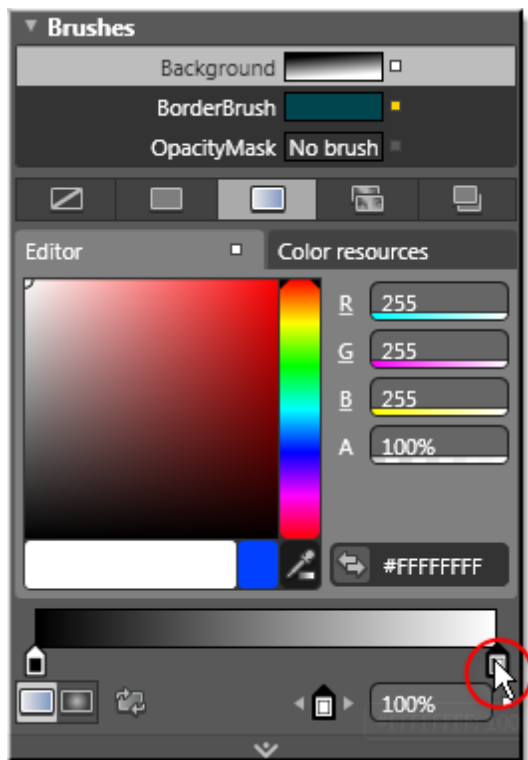 Brushes
Background
BorderBrush
OpacityMask No brush
Editor Color resources
R 255
G 255
B 255
A 100%
#FFFFFFFF
100%